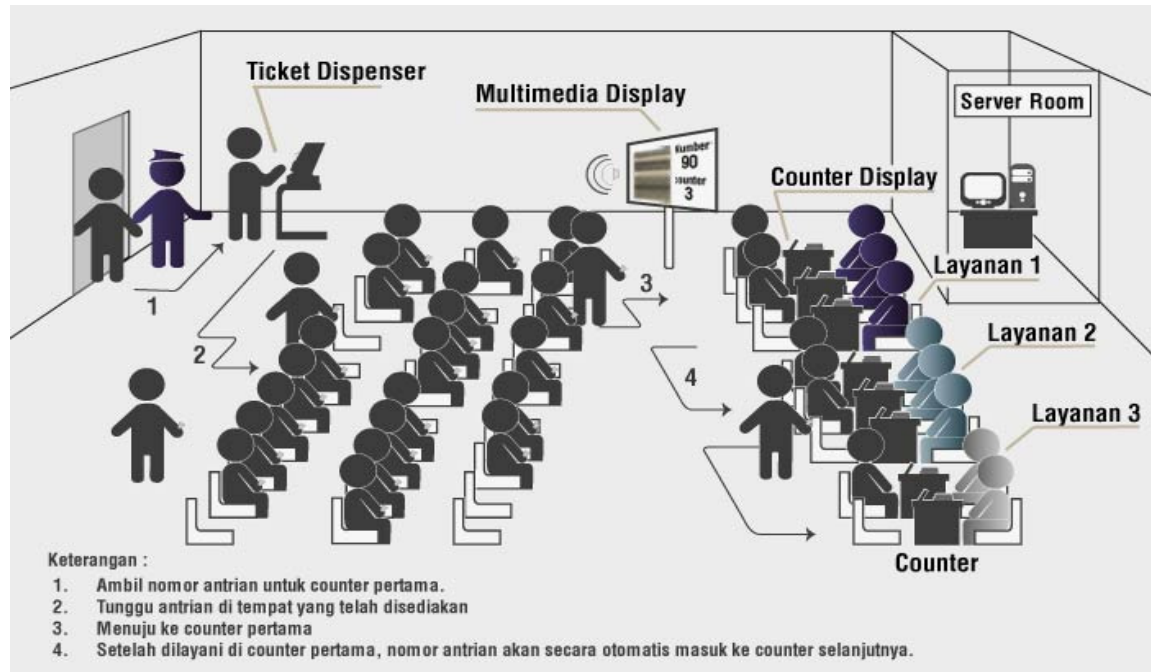 Ticket Dispenser
Multimedia Display
Server Room
Number
90
counter
3
Counter Display
Layanan 1
1
2
3
4
Layanan 2
Layanan 3
Counter
Keterangan :
1. Ambil nomor antrian untuk counter pertama.
2. Tunggu antrian di tempat yang telah disediakan
3. Menuju ke counter pertama
4. Setelah dilayani di counter pertama, nomor antrian akan secara otomatis masuk ke counter selanjutnya.